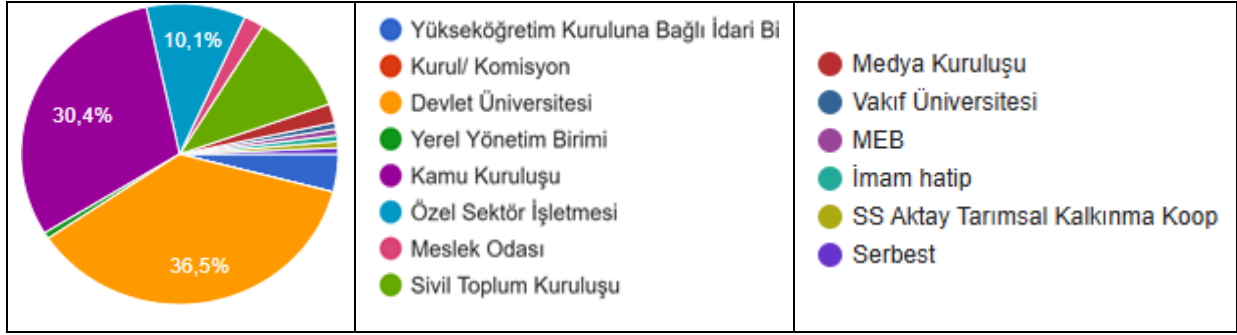 10,1%
30,4%
36,5%
Yükseköğretim Kuruluna Bağlı İdari Bi
Kurul/ Komisyon
Devlet Üniversitesi
Yerel Yönetim Birimi
Kamu Kuruluşu
Özel Sektör İşletmesi
Meslek Odası
Sivil Toplum Kuruluşu
Medya Kuruluşu
Vakıf Üniversitesi
MEB
İmam hatip
SS Aktay Tarımsal Kalkınma Koop
Serbest